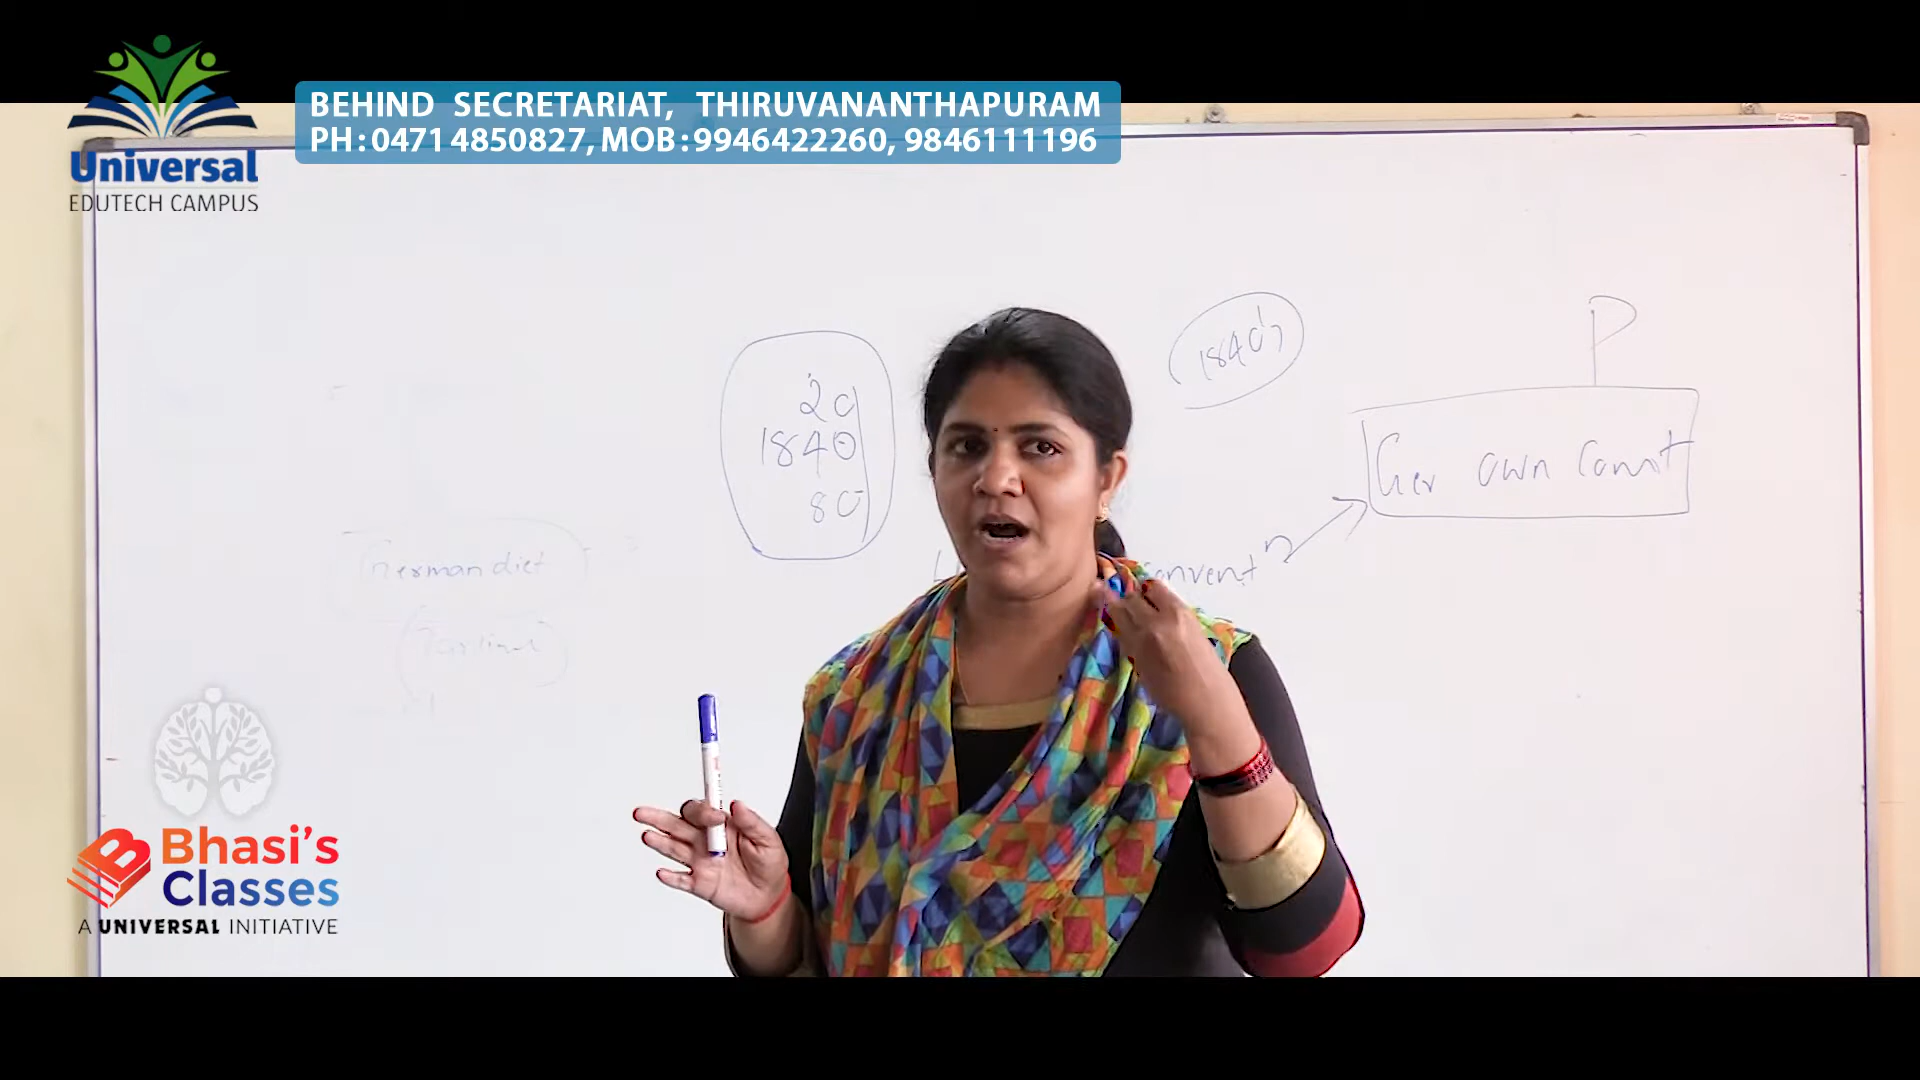 Universal
EDUTECH CAMPUS
BEHIND SECRETARIAT, THIRUVANANTHAPURAM
PH:0471 4850827, MOB:9946422260, 9846111196
20
1840
80
1840's
P
Ger own const
convent
German diet
Bhasi's
Classes
A UNIVERSAL INITIATIVE